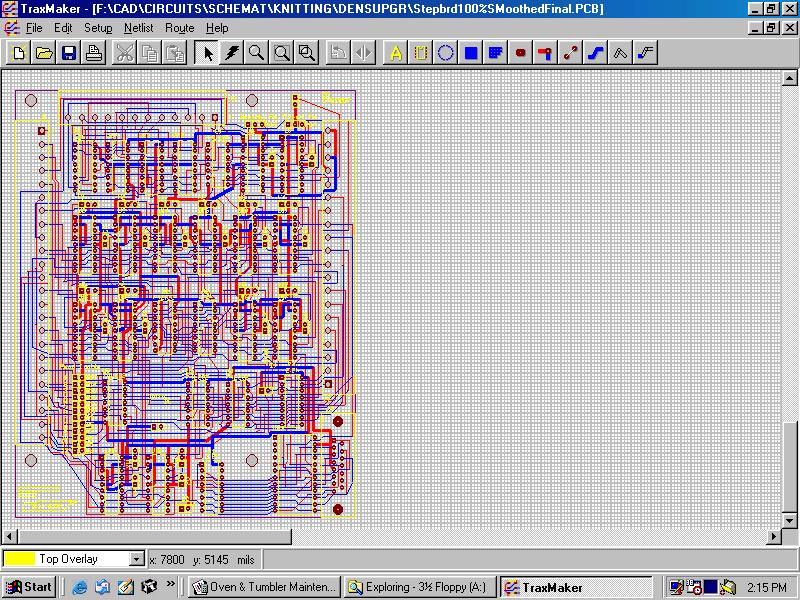 TraxMaker - [F:\CAD\CIRCUITS\SCHEMAT\KNITTING\DENSUPGR\Stepbrd100%SMoothedFinal.PCB]
File Edit Setup Netlist Route Help
A
Top Overlay x: 7800 y: 5145 mils
Start » Oven & Tumbler Mainten... Exploring - 3½ Floppy (A:) TraxMaker 2:15 PM